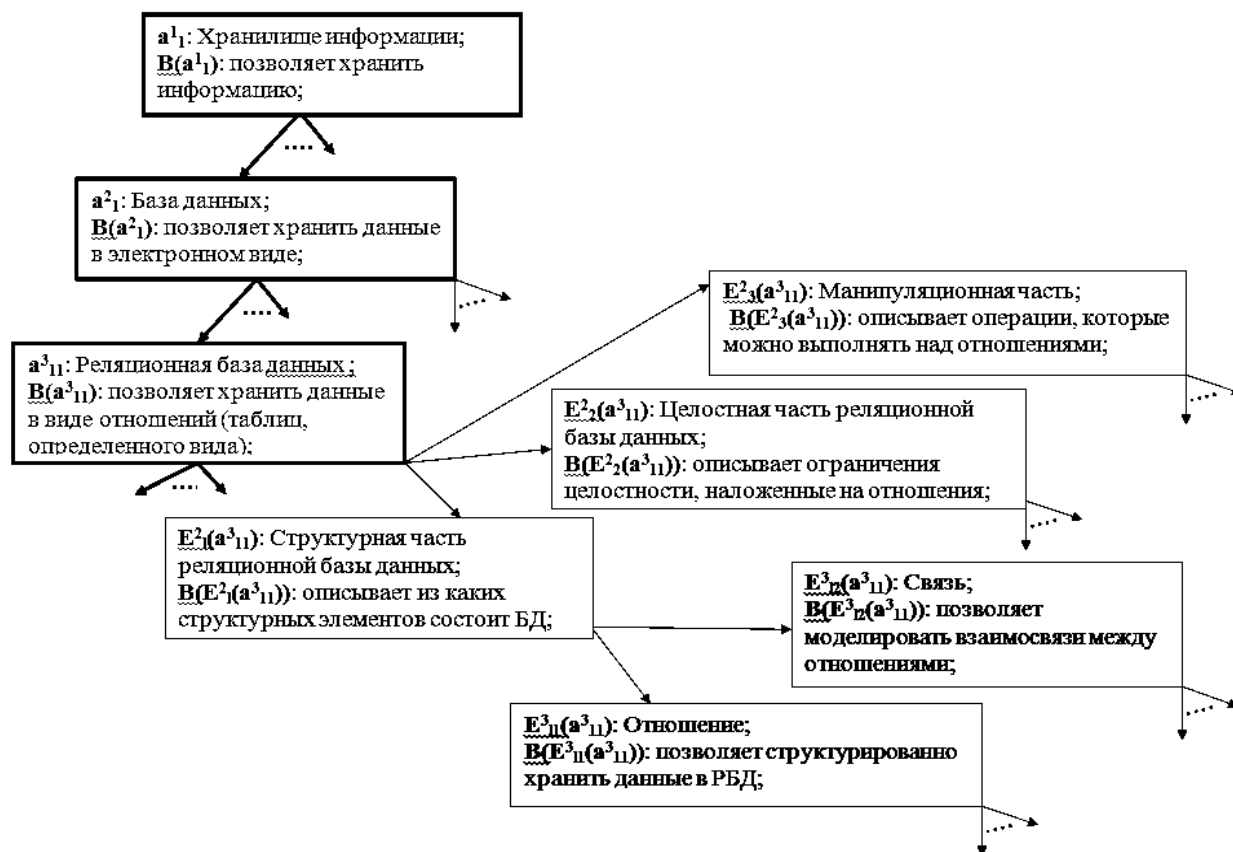 a¹₁: Хранилище информации;
B(a¹₁): позволяет хранить
информацию;
....
a²₁: База данных;
B(a²₁): позволяет хранить данные
в электронном виде;
....
.....
a³₁₁: Реляционная база данных ;
B(a³₁₁): позволяет хранить данные
в виде отношений (таблиц,
определенного вида);
....
E²₃(a³₁₁): Манипуляционная часть;
B(E²₃(a³₁₁)): описывает операции, которые
можно выполнять над отношениями;
.....
E²₂(a³₁₁): Целостная часть реляционной
базы данных;
B(E²₂(a³₁₁)): описывает ограничения
целостности, наложенные на отношения;
.....
E²₁(a³₁₁): Структурная часть
реляционной базы данных;
B(E²₁(a³₁₁)): описывает из каких
структурных элементов состоит БД;
E³₁₂(a³₁₁): Связь;
B(E³₁₂(a³₁₁)): позволяет
моделировать взаимосвязи между
отношениями;
.....
E³₁₁(a³₁₁): Отношение;
B(E³₁₁(a³₁₁)): позволяет структурированно
хранить данные в РБД;
.....